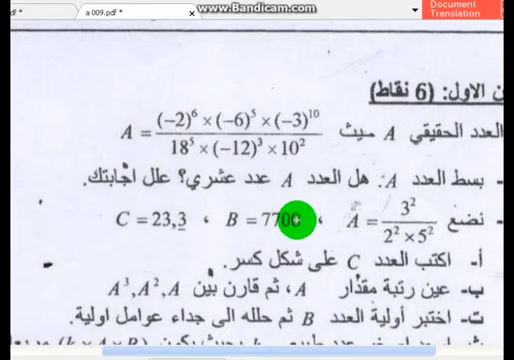 df * a 009.pdf * www.Bandicam.com Document Translation
ن الاول: (6 نقاط)
العدد الحقيقي A حيث A = \frac{(-2)^6 × (-6)^5 × (-3)^{10}}{18^5 × (-12)^3 × 10^2}
- بسط العدد A. هل العدد A عدد عشري؟ علل اجابتك.
- نضع A = \frac{3^2}{2^2 × 5^2} ، B = 7700 ، C = 23,3
أ- اكتب العدد C على شكل كسر.
ب- عين رتبة مقدار A، ثم قارن بين A^3, A^2, A
ت- اختبر أولية العدد B ثم حلله الى جداء عوامل اولية.